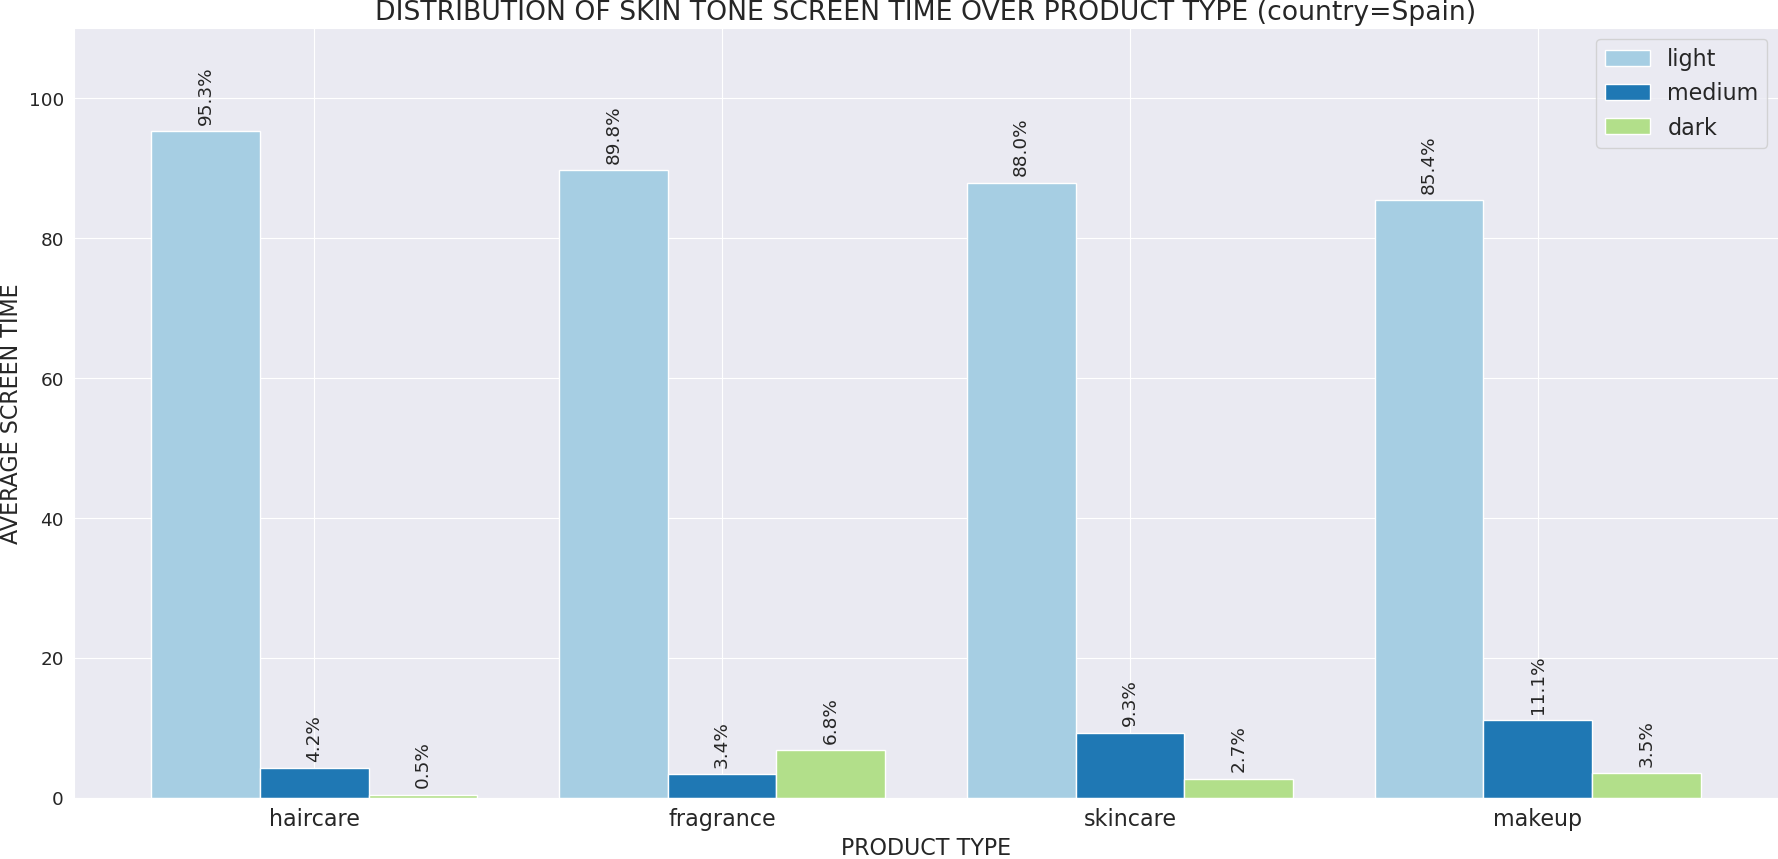 DISTRIBUTION OF SKIN TONE SCREEN TIME OVER PRODUCT TYPE (country=Spain)
light
medium
dark
AVERAGE SCREEN TIME
100
80
60
40
20
0
95.3%
4.2%
0.5%
89.8%
3.4%
6.8%
88.0%
9.3%
2.7%
85.4%
11.1%
3.5%
haircare
fragrance
skincare
makeup
PRODUCT TYPE